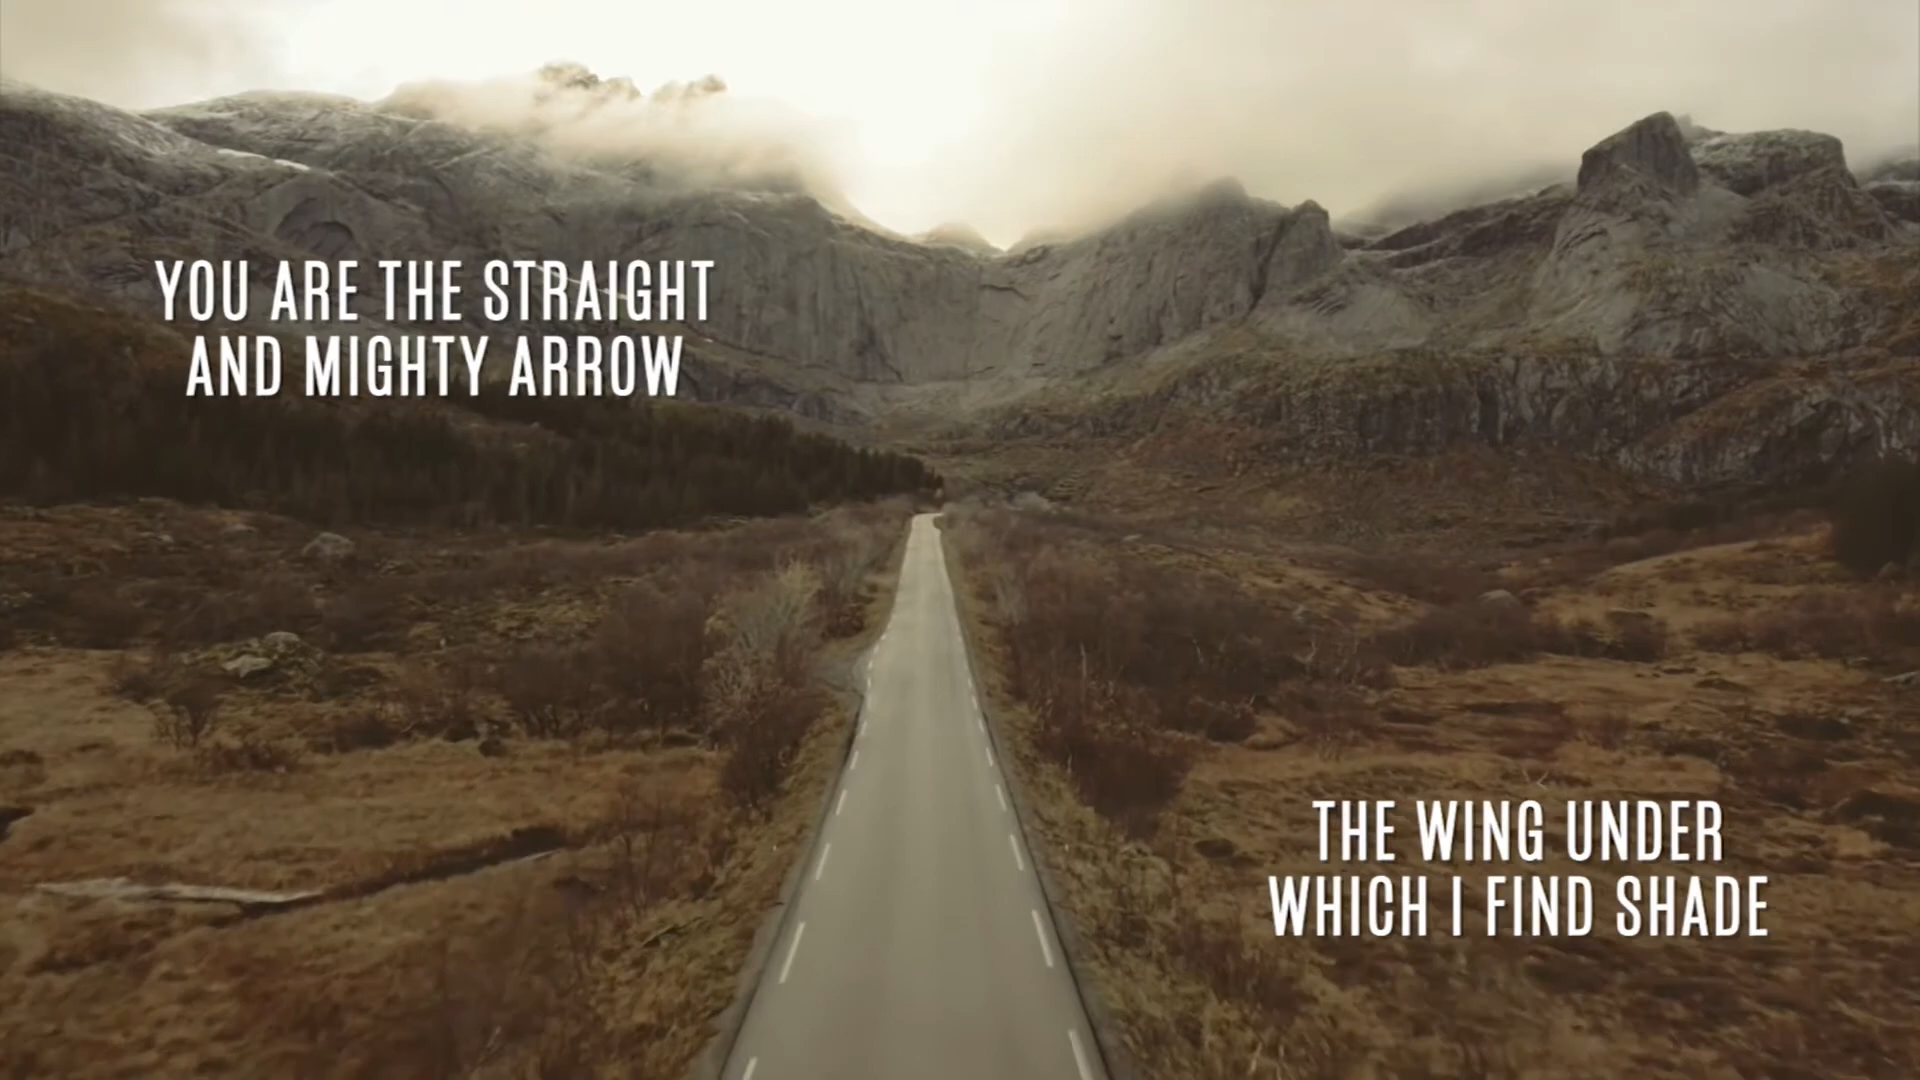 YOU ARE THE STRAIGHT
AND MIGHTY ARROW
THE WING UNDER
WHICH I FIND SHADE